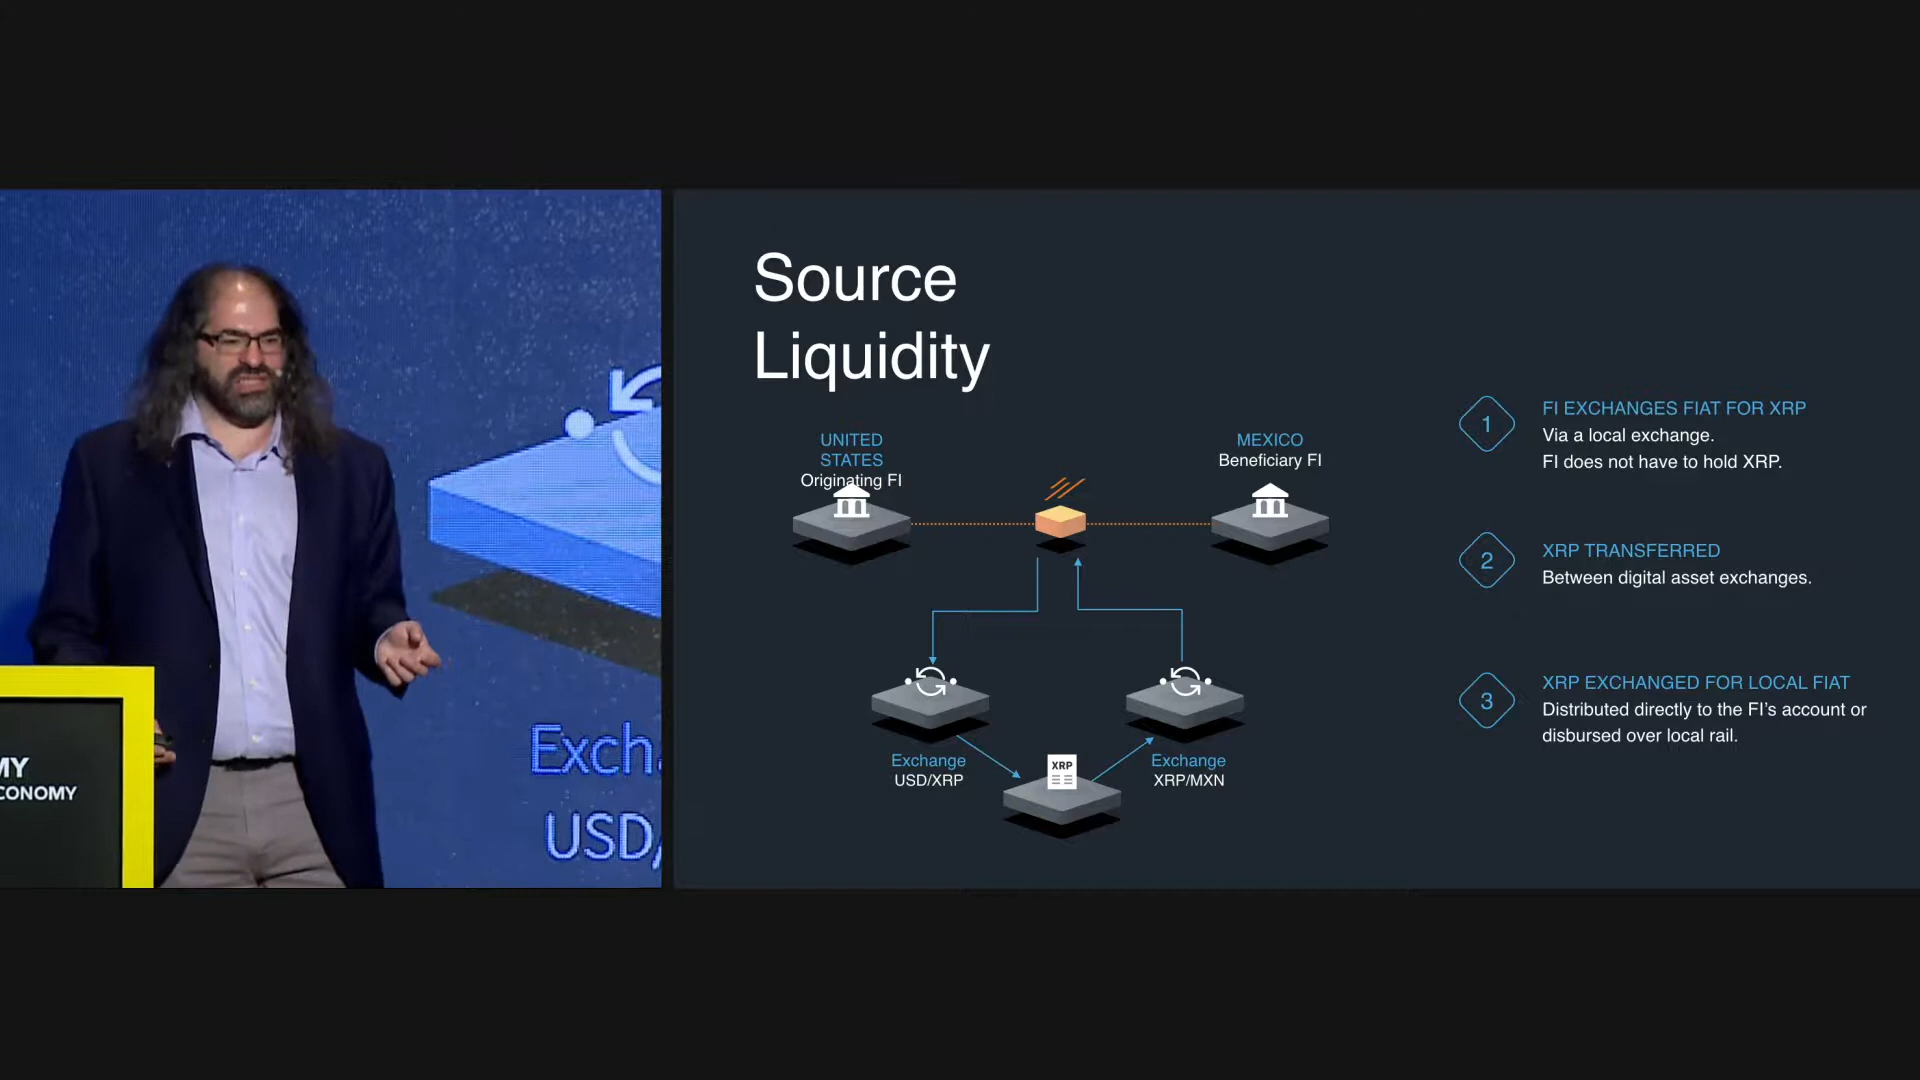 Source
Liquidity
UNITED
STATES
Originating FI
MEXICO
Beneficiary FI
Exchange
USD/XRP
XRP
Exchange
XRP/MXN
1
FI EXCHANGES FIAT FOR XRP
Via a local exchange.
FI does not have to hold XRP.
2
XRP TRANSFERRED
Between digital asset exchanges.
3
XRP EXCHANGED FOR LOCAL FIAT
Distributed directly to the FI's account or
disbursed over local rail.
Exch
USD/
MY
CONOMY